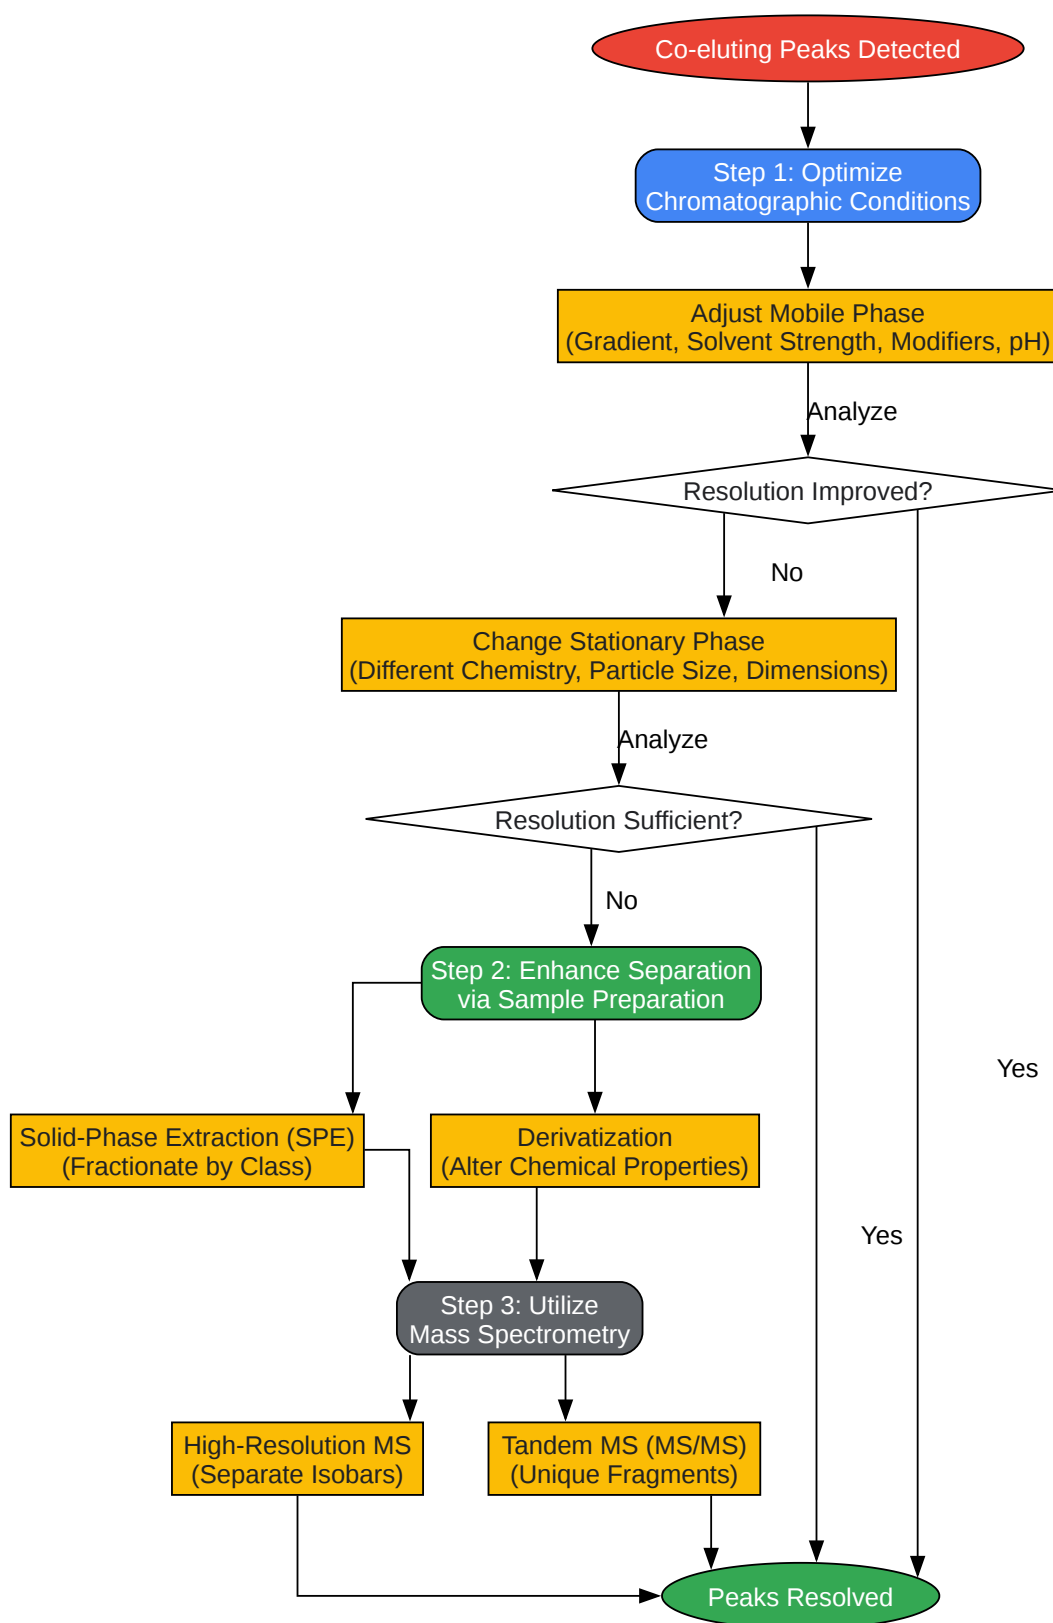 Co-eluting Peaks Detected
Step 1: Optimize
Chromatographic Conditions
Adjust Mobile Phase
(Gradient, Solvent Strength, Modifiers, pH)
Analyze
Resolution Improved?
No
Change Stationary Phase
(Different Chemistry, Particle Size, Dimensions)
Analyze
Resolution Sufficient?
No
Step 2: Enhance Separation
via Sample Preparation
Yes
Solid-Phase Extraction (SPE)
(Fractionate by Class)
Derivatization
(Alter Chemical Properties)
Yes
Step 3: Utilize
Mass Spectrometry
High-Resolution MS
(Separate Isobars)
Tandem MS (MS/MS)
(Unique Fragments)
Peaks Resolved